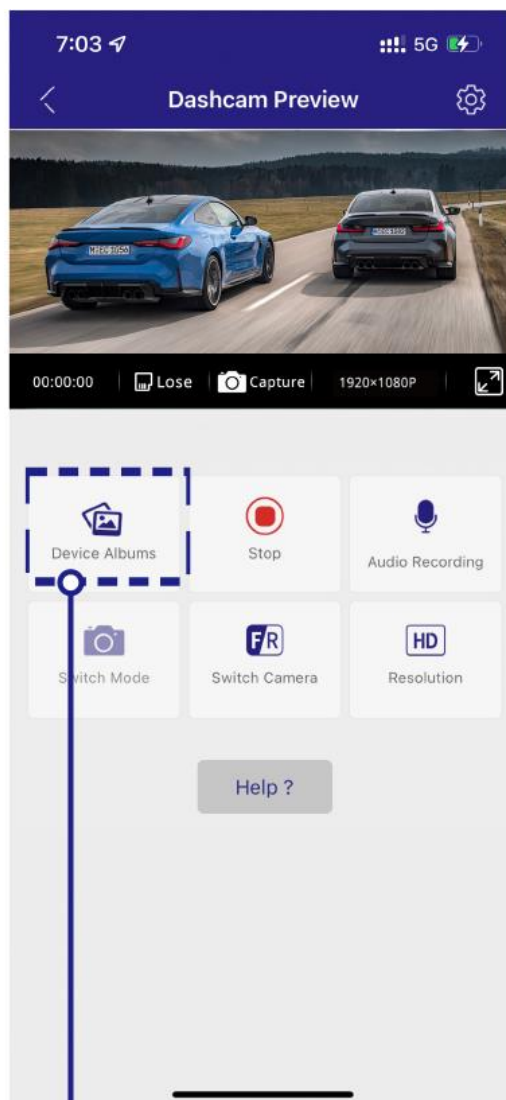 7:03 5G
Dashcam Preview
00:00:00 Lose Capture 1920×1080P
Device Albums Stop Audio Recording
FR HD
Switch Mode Switch Camera Resolution
Help ?